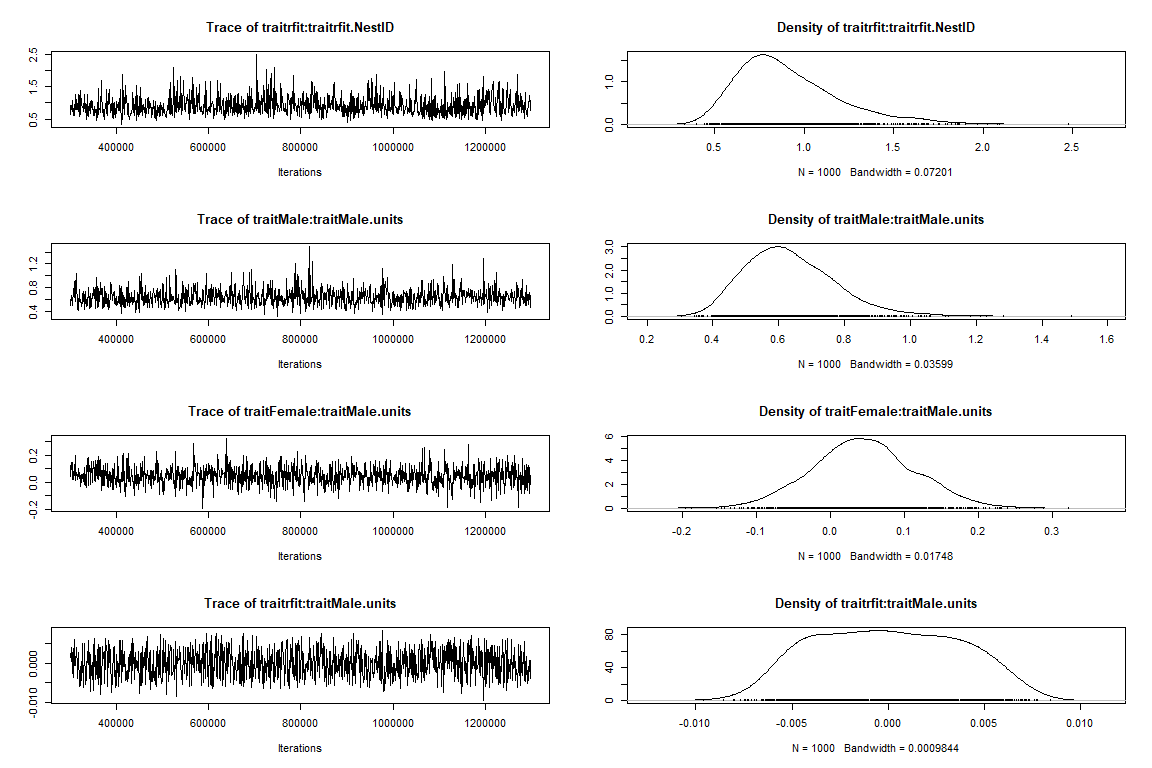 Trace of traitrfit:traitrfit.NestID
0.5 1.5 2.5
400000 600000 800000 1000000 1200000
Iterations
Density of traitrfit:traitrfit.NestID
0.0 1.0
0.5 1.0 1.5 2.0 2.5
N = 1000 Bandwidth = 0.07201
Trace of traitMale:traitMale.units
0.4 0.8 1.2
400000 600000 800000 1000000 1200000
Iterations
Density of traitMale:traitMale.units
0.0 1.0 2.0 3.0
0.2 0.4 0.6 0.8 1.0 1.2 1.4 1.6
N = 1000 Bandwidth = 0.03599
Trace of traitFemale:traitMale.units
-0.2 0.0 0.2
400000 600000 800000 1000000 1200000
Iterations
Density of traitFemale:traitMale.units
0 2 4 6
-0.2 -0.1 0.0 0.1 0.2 0.3
N = 1000 Bandwidth = 0.01748
Trace of traitrfit:traitMale.units
-0.010 0.000
400000 600000 800000 1000000 1200000
Iterations
Density of traitrfit:traitMale.units
0 40 80
-0.010 -0.005 0.000 0.005 0.010
N = 1000 Bandwidth = 0.0009844